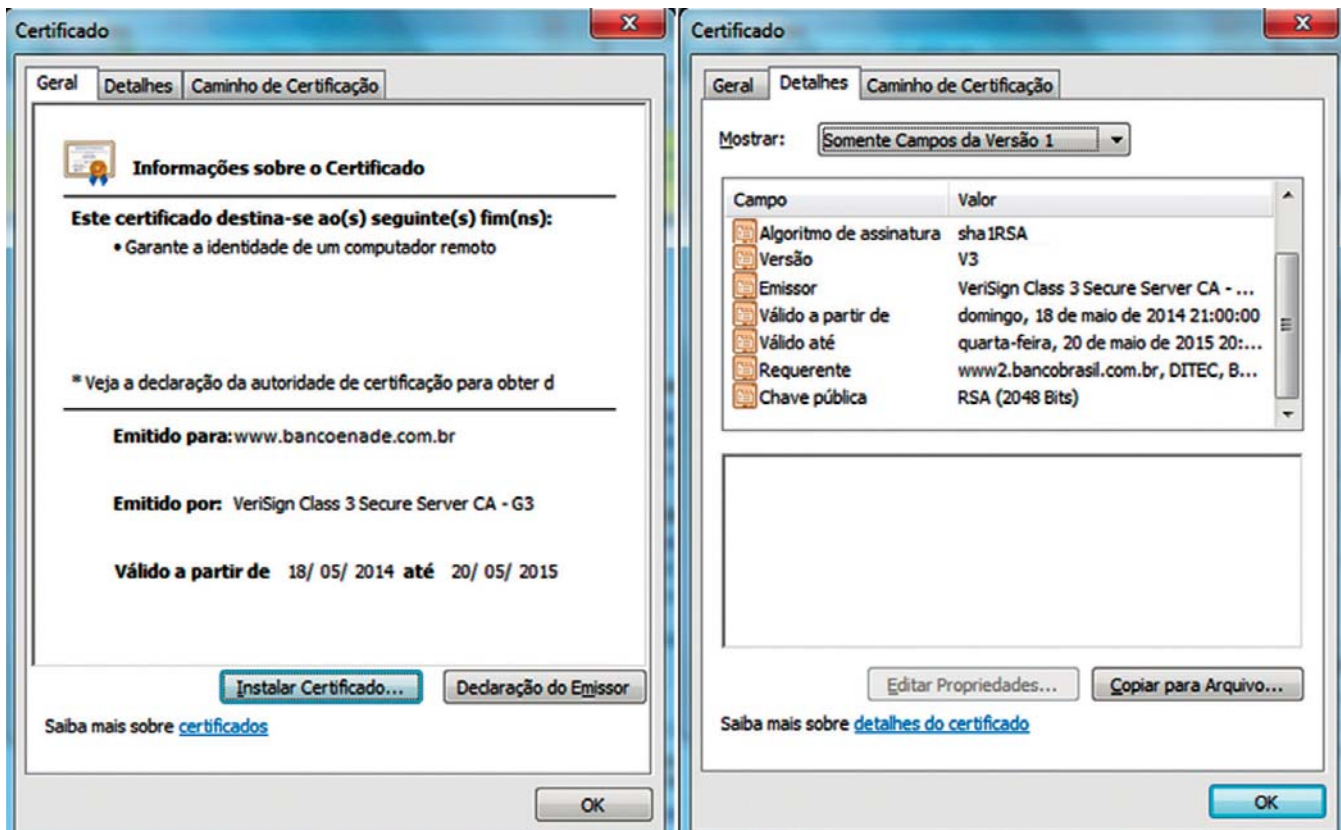 Certificado
Geral
Detalhes
Caminho de Certificação
Informações sobre o Certificado
Este certificado destina-se ao(s) seguinte(s) fim(ns):
• Garante a identidade de um computador remoto
* Veja a declaração da autoridade de certificação para obter d
Emitido para: www.bancoenade.com.br
Emitido por: VeriSign Class 3 Secure Server CA - G3
Válido a partir de 18/ 05/ 2014 até 20/ 05/ 2015
Instalar Certificado...
Declaração do Emissor
Saiba mais sobre certificados
OK
Certificado
Geral
Detalhes
Caminho de Certificação
Mostrar: Somente Campos da Versão 1
Campo Valor
Algoritmo de assinatura sha1RSA
Versão V3
Emissor VeriSign Class 3 Secure Server CA - ...
Válido a partir de domingo, 18 de maio de 2014 21:00:00
Válido até quarta-feira, 20 de maio de 2015 20:...
Requerente www2.bancobrasil.com.br, DITEC, B...
Chave pública RSA (2048 Bits)
Editar Propriedades...
Copiar para Arquivo...
Saiba mais sobre detalhes do certificado
OK